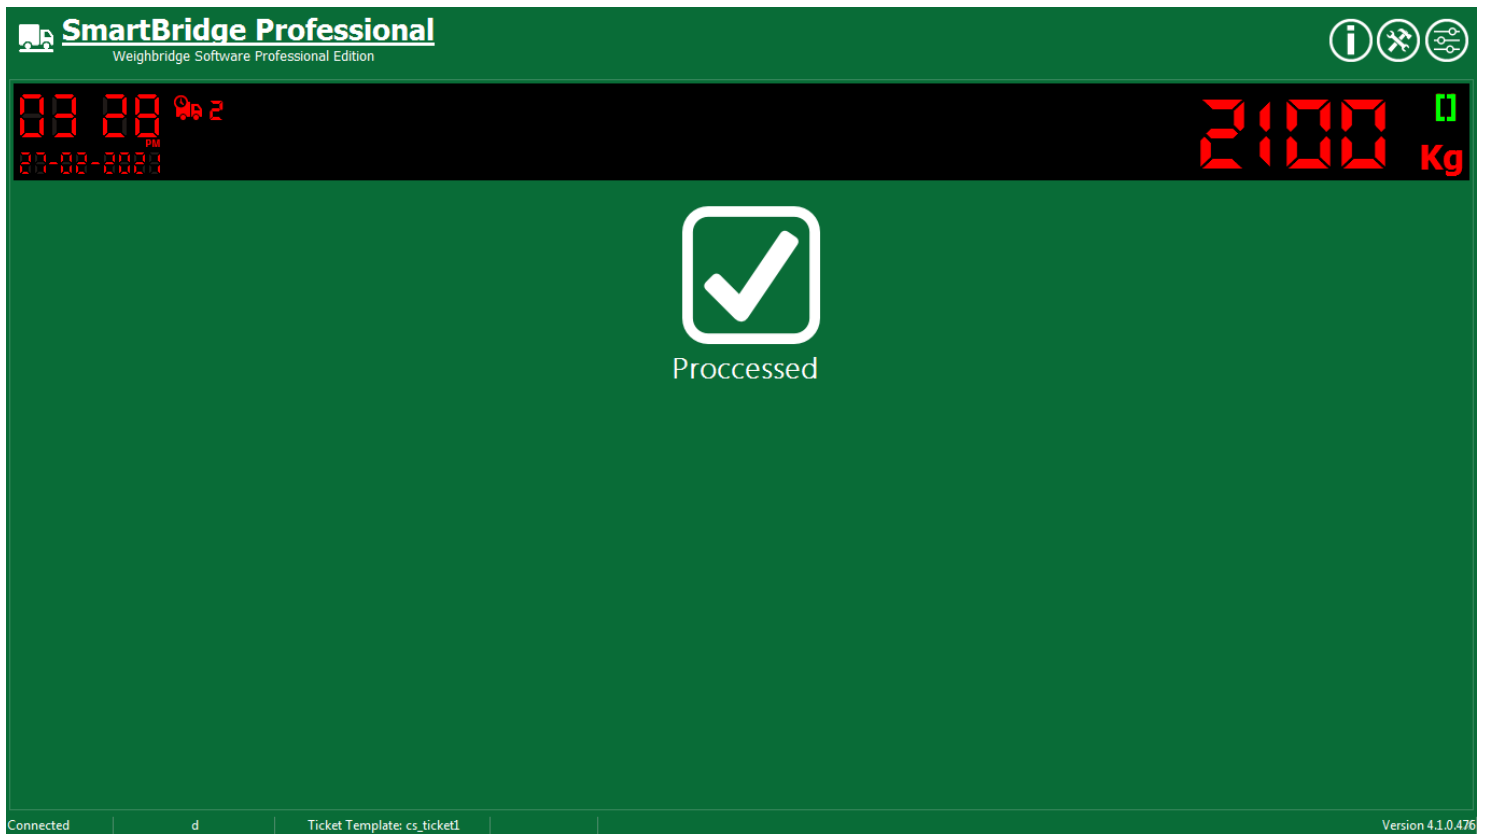 SmartBridge Professional
Weighbridge Software Professional Edition
03 28 PM
2
2100
Kg
Proccessed
Connected
d
Ticket Template: cs_ticket1
Version 4.1.0.476